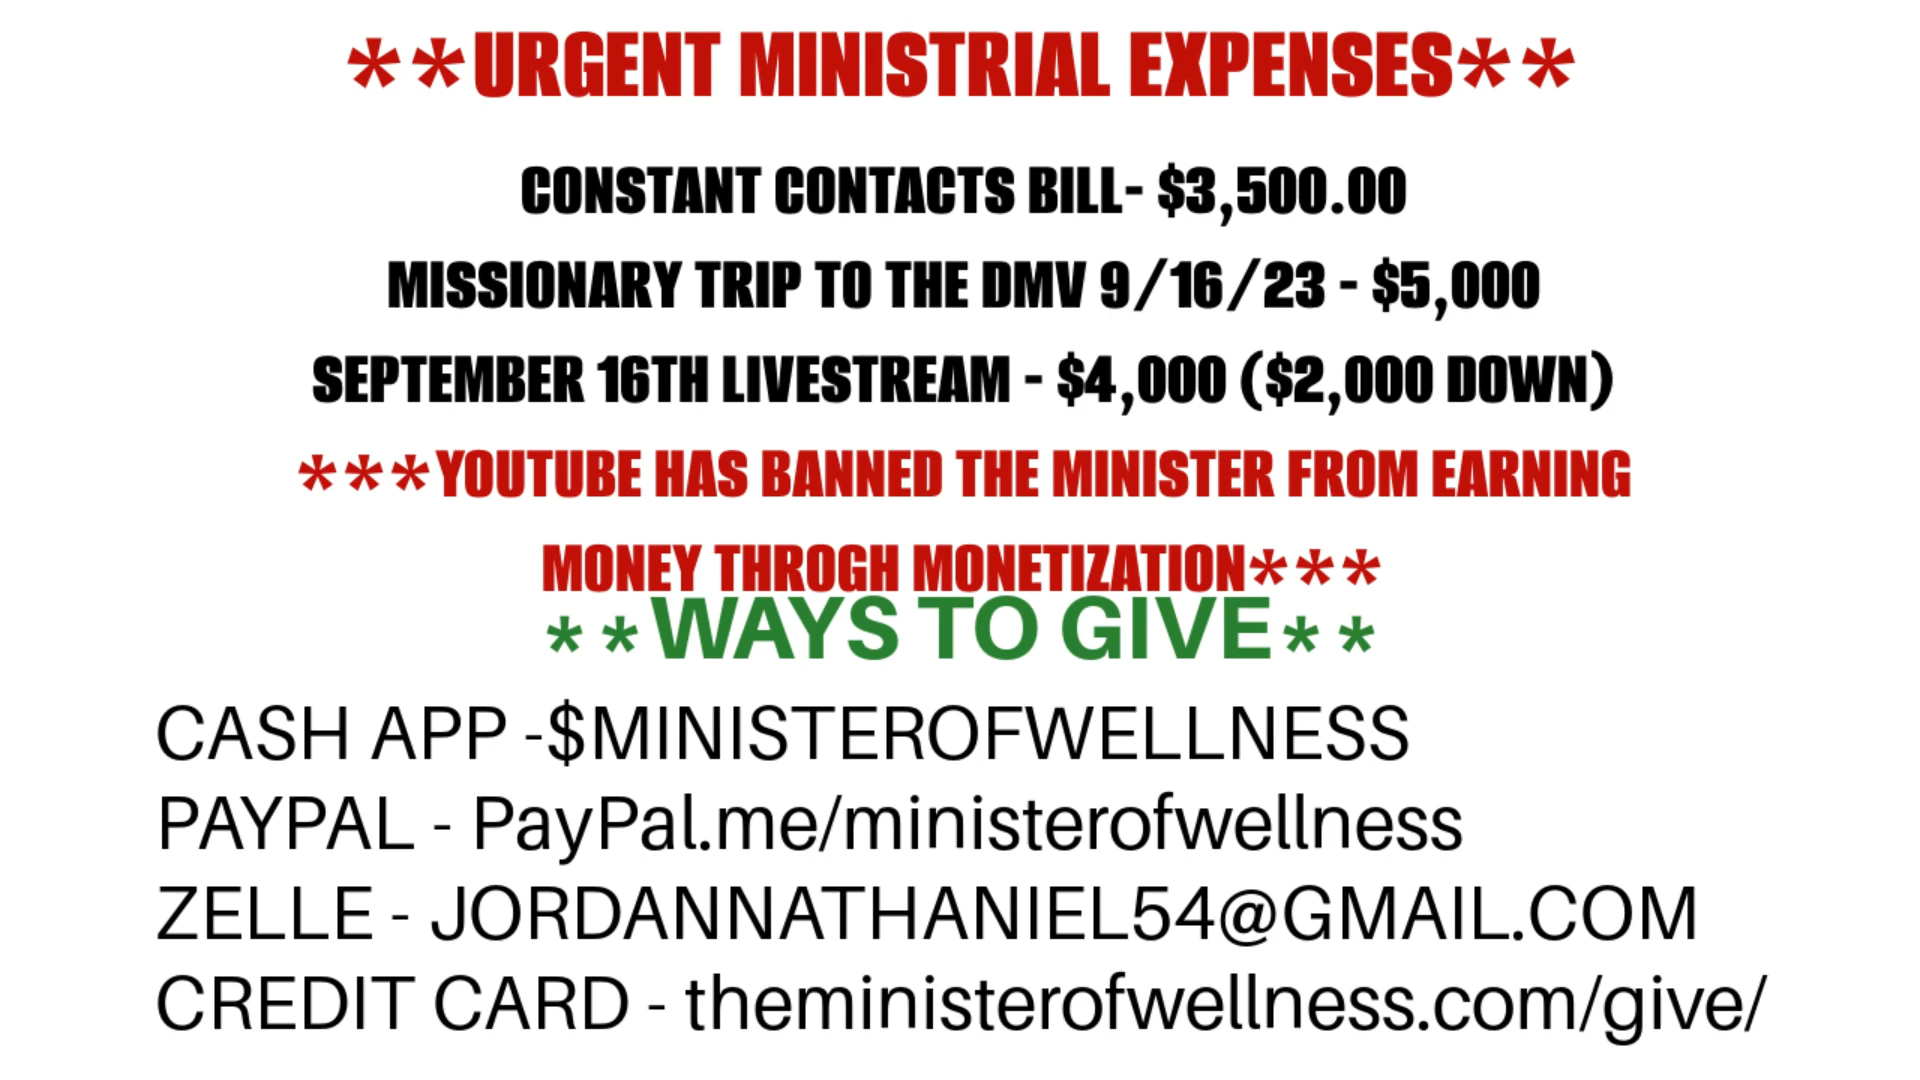 **URGENT MINISTRIAL EXPENSES**
CONSTANT CONTACTS BILL- $3,500.00
MISSIONARY TRIP TO THE DMV 9/16/23 - $5,000
SEPTEMBER 16TH LIVESTREAM - $4,000 ($2,000 DOWN)
***YOUTUBE HAS BANNED THE MINISTER FROM EARNING
MONEY THROGH MONETIZATION***
**WAYS TO GIVE**
CASH APP -$MINISTEROFWELLNESS
PAYPAL - PayPal.me/ministerofwellness
ZELLE - JORDANNATHANIEL54@GMAIL.COM
CREDIT CARD - theministerofwellness.com/give/